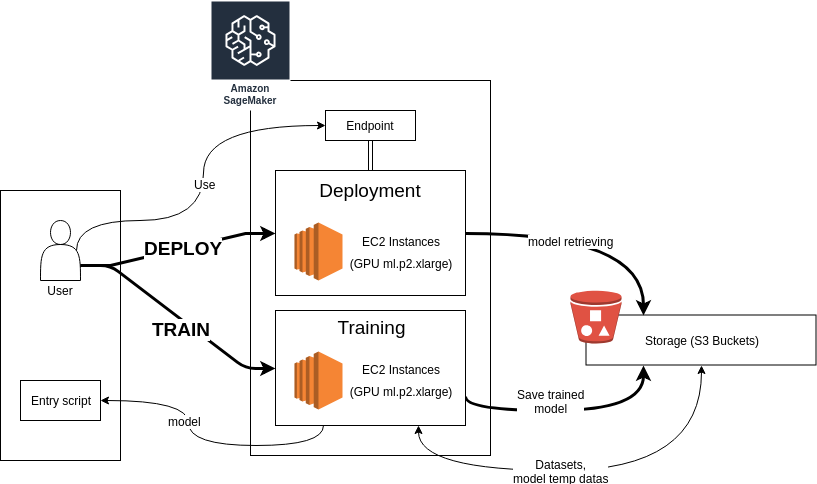 Amazon
SageMaker
Endpoint
Use
Deployment
EC2 Instances
(GPU ml.p2.xlarge)
DEPLOY
model retrieving
User
TRAIN
Training
EC2 Instances
(GPU ml.p2.xlarge)
Storage (S3 Buckets)
Entry script
model
Save trained
model
Datasets,
model temp datas